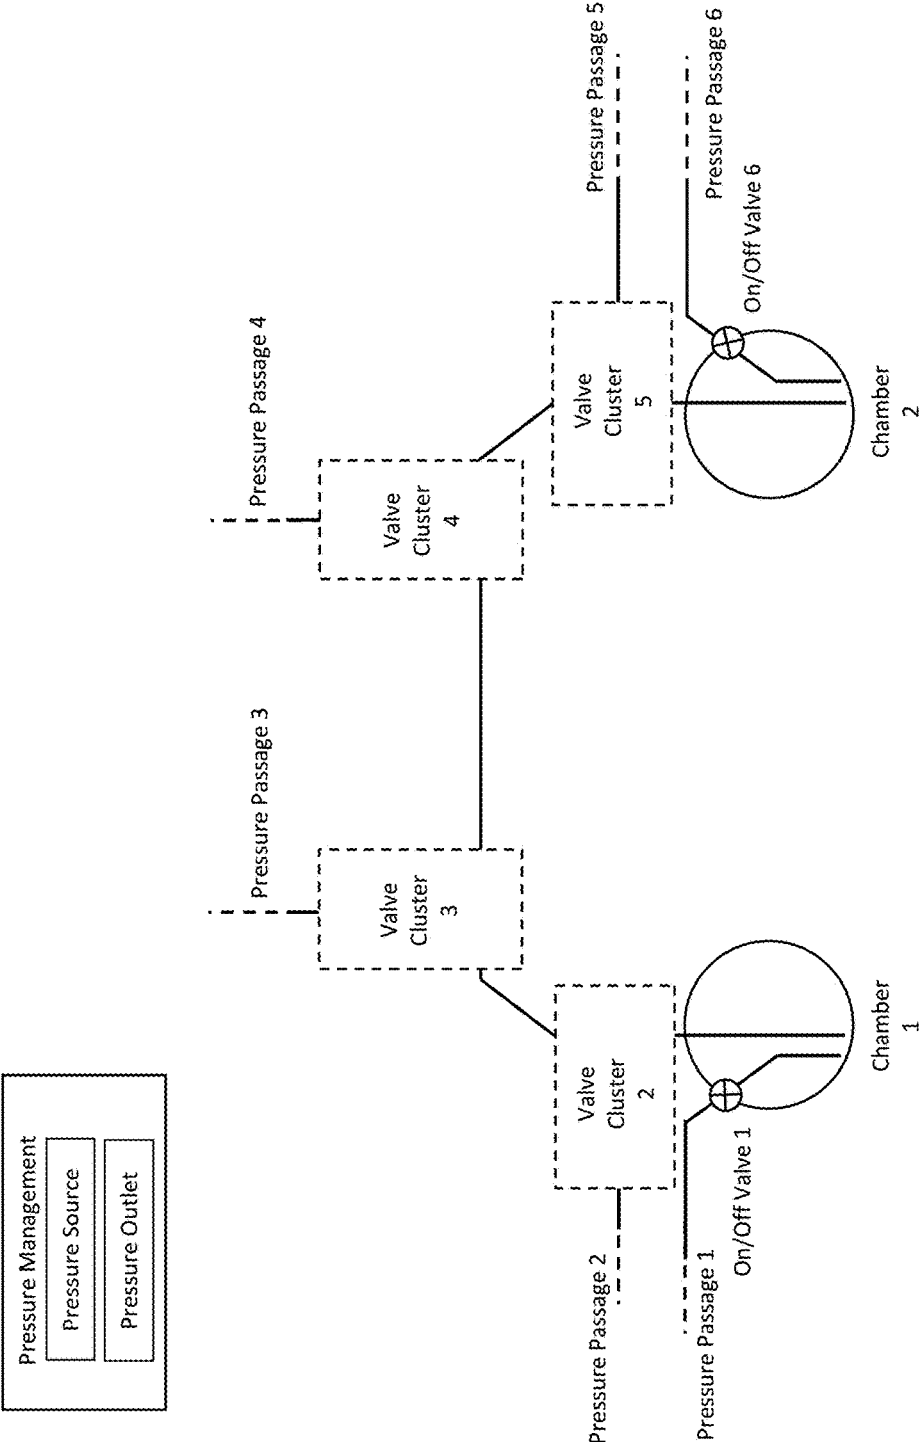 Pressure Management
Pressure Source
Pressure Outlet
Pressure Passage 3
Pressure Passage 4
Valve
Cluster
3
Valve
Cluster
4
Pressure Passage 2
Valve
Cluster
2
Valve
Cluster
5
Pressure Passage 5
Pressure Passage 1
On/Off Valve 1
Pressure Passage 6
On/Off Valve 6
Chamber
1
Chamber
2